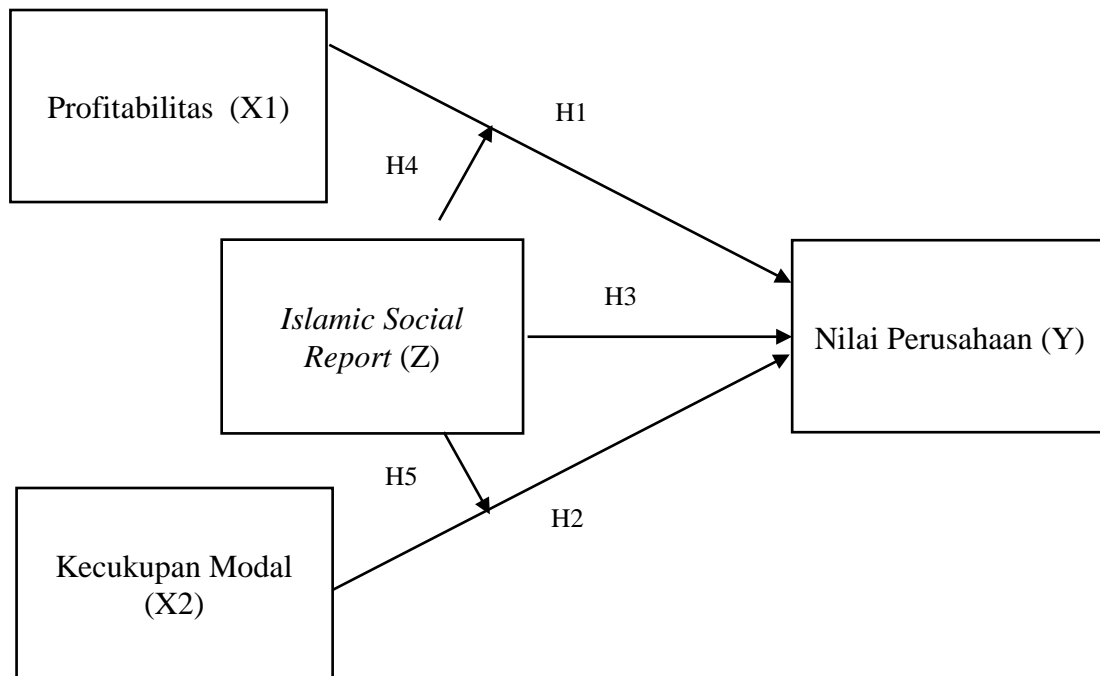 Profitabilitas (X1)
H1
H4
H3
Islamic Social
Report (Z)
Nilai Perusahaan (Y)
H5
H2
Kecukupan Modal
(X2)